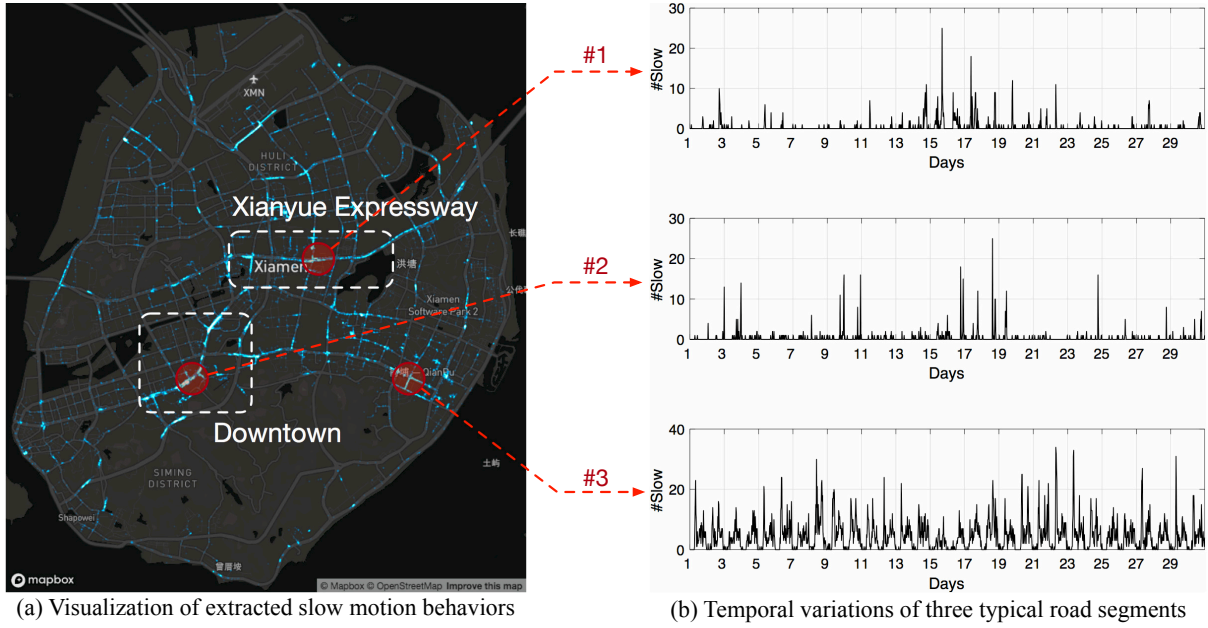 XMN
HULI
DISTRICT
Xianyue Expressway
Xiamen
洪塘
长礁
Xiamen
Software Park 2
QianPu
Downtown
土屿
SIMING
DISTRICT
Shapowei
曾厝垵
mapbox
© Mapbox © OpenStreetMap Improve this map
(a) Visualization of extracted slow motion behaviors
#1
#2
#3
#Slow
30
20
10
0
1 3 5 7 9 11 13 15 17 19 21 23 25 27 29
Days
#Slow
30
20
10
0
1 3 5 7 9 11 13 15 17 19 21 23 25 27 29
Days
#Slow
40
20
0
1 3 5 7 9 11 13 15 17 19 21 23 25 27 29
Days
(b) Temporal variations of three typical road segments